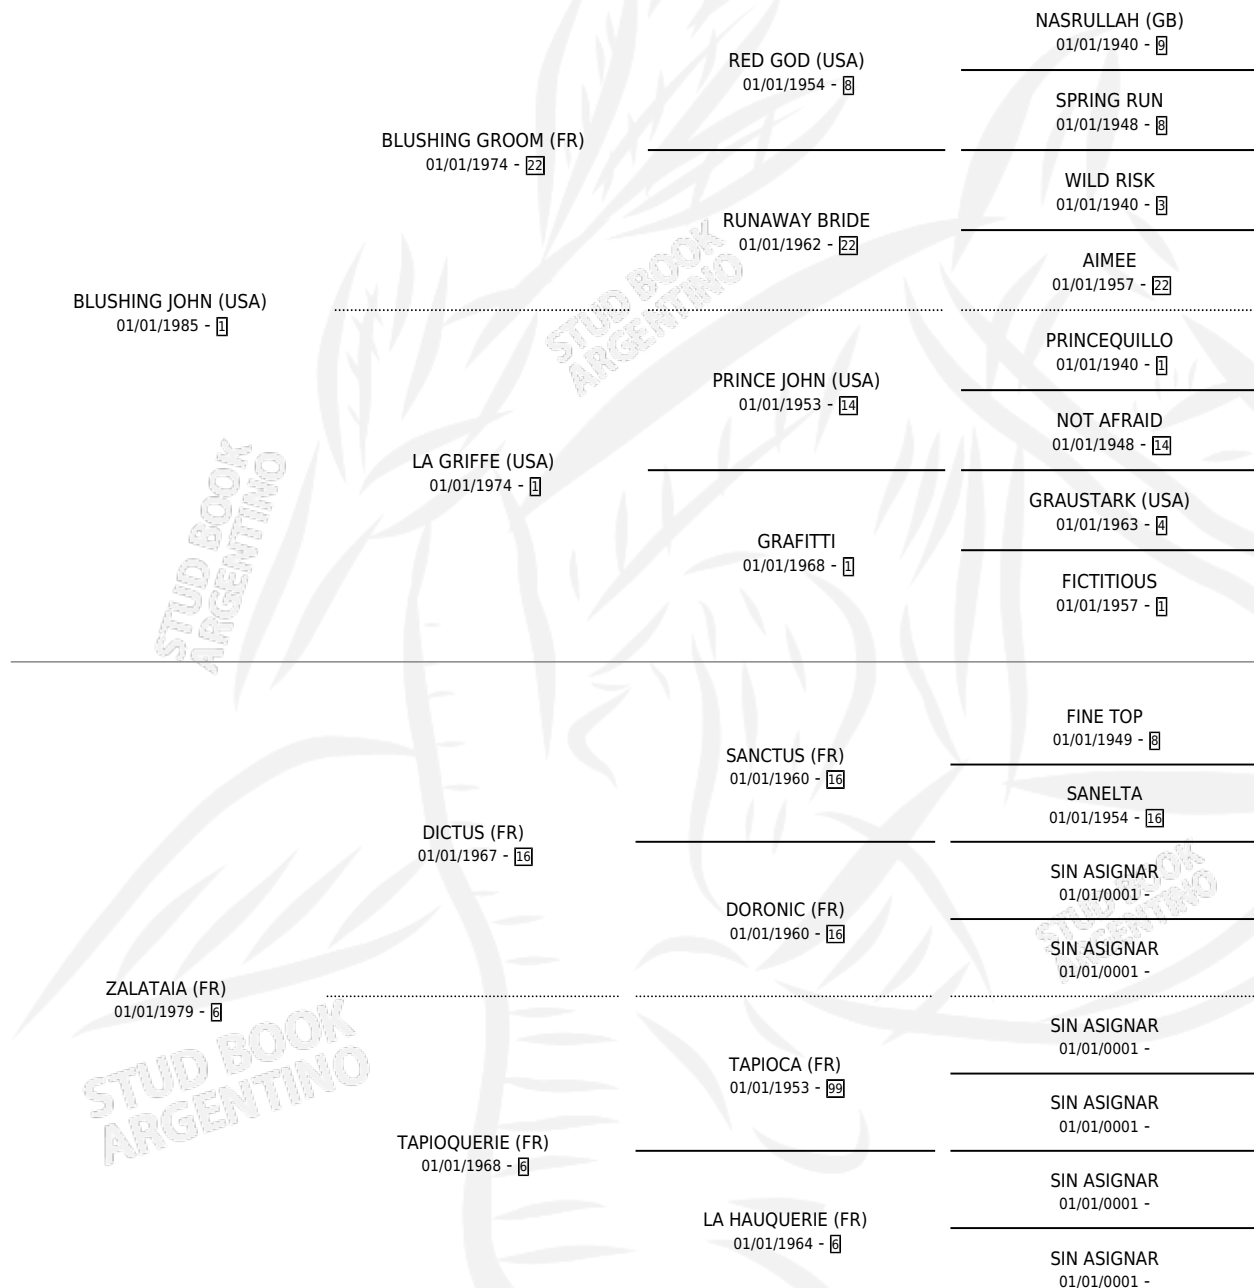 NASRULLAH (GB)
01/01/1940 - 9
RED GOD (USA)
01/01/1954 - 8
SPRING RUN
01/01/1948 - 8
BLUSHING GROOM (FR)
01/01/1974 - 22
WILD RISK
01/01/1940 - 3
RUNAWAY BRIDE
01/01/1962 - 22
AIMEE
01/01/1957 - 22
BLUSHING JOHN (USA)
01/01/1985 - 1
PRINCEQUILLO
01/01/1940 - 1
PRINCE JOHN (USA)
01/01/1953 - 14
NOT AFRAID
01/01/1948 - 14
LA GRIFFE (USA)
01/01/1974 - 1
GRAUSTARK (USA)
01/01/1963 - 4
GRAFITTI
01/01/1968 - 1
FICTITIOUS
01/01/1957 - 1
STUD BOOK
ARGENTINO
STUD BOOK
ARGENTINO
FINE TOP
01/01/1949 - 8
SANCTUS (FR)
01/01/1960 - 16
SANELTA
01/01/1954 - 16
DICTUS (FR)
01/01/1967 - 16
SIN ASIGNAR
01/01/0001 -
DORONIC (FR)
01/01/1960 - 16
SIN ASIGNAR
01/01/0001 -
STUD BOOK
ARGENTINO
ZALATAIA (FR)
01/01/1979 - 6
SIN ASIGNAR
01/01/0001 -
TAPIOCA (FR)
01/01/1953 - 99
SIN ASIGNAR
01/01/0001 -
STUD BOOK
ARGENTINO
TAPIOQUERIE (FR)
01/01/1968 - 6
SIN ASIGNAR
01/01/0001 -
LA HAUQUERIE (FR)
01/01/1964 - 6
SIN ASIGNAR
01/01/0001 -